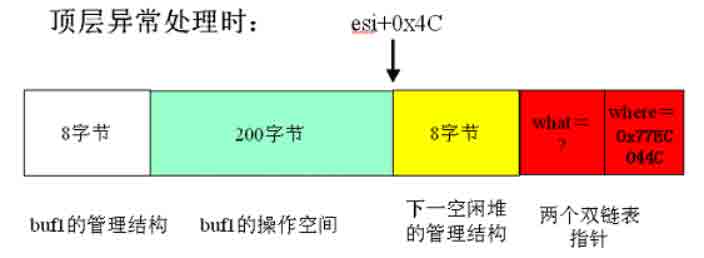 顶层异常处理时：
esi+0x4C
8字节
200字节
8字节
what＝
?
where＝
0x77EC
044C
buf1的管理结构
buf1的操作空间
下一空闲堆
的管理结构
两个双链表
指针